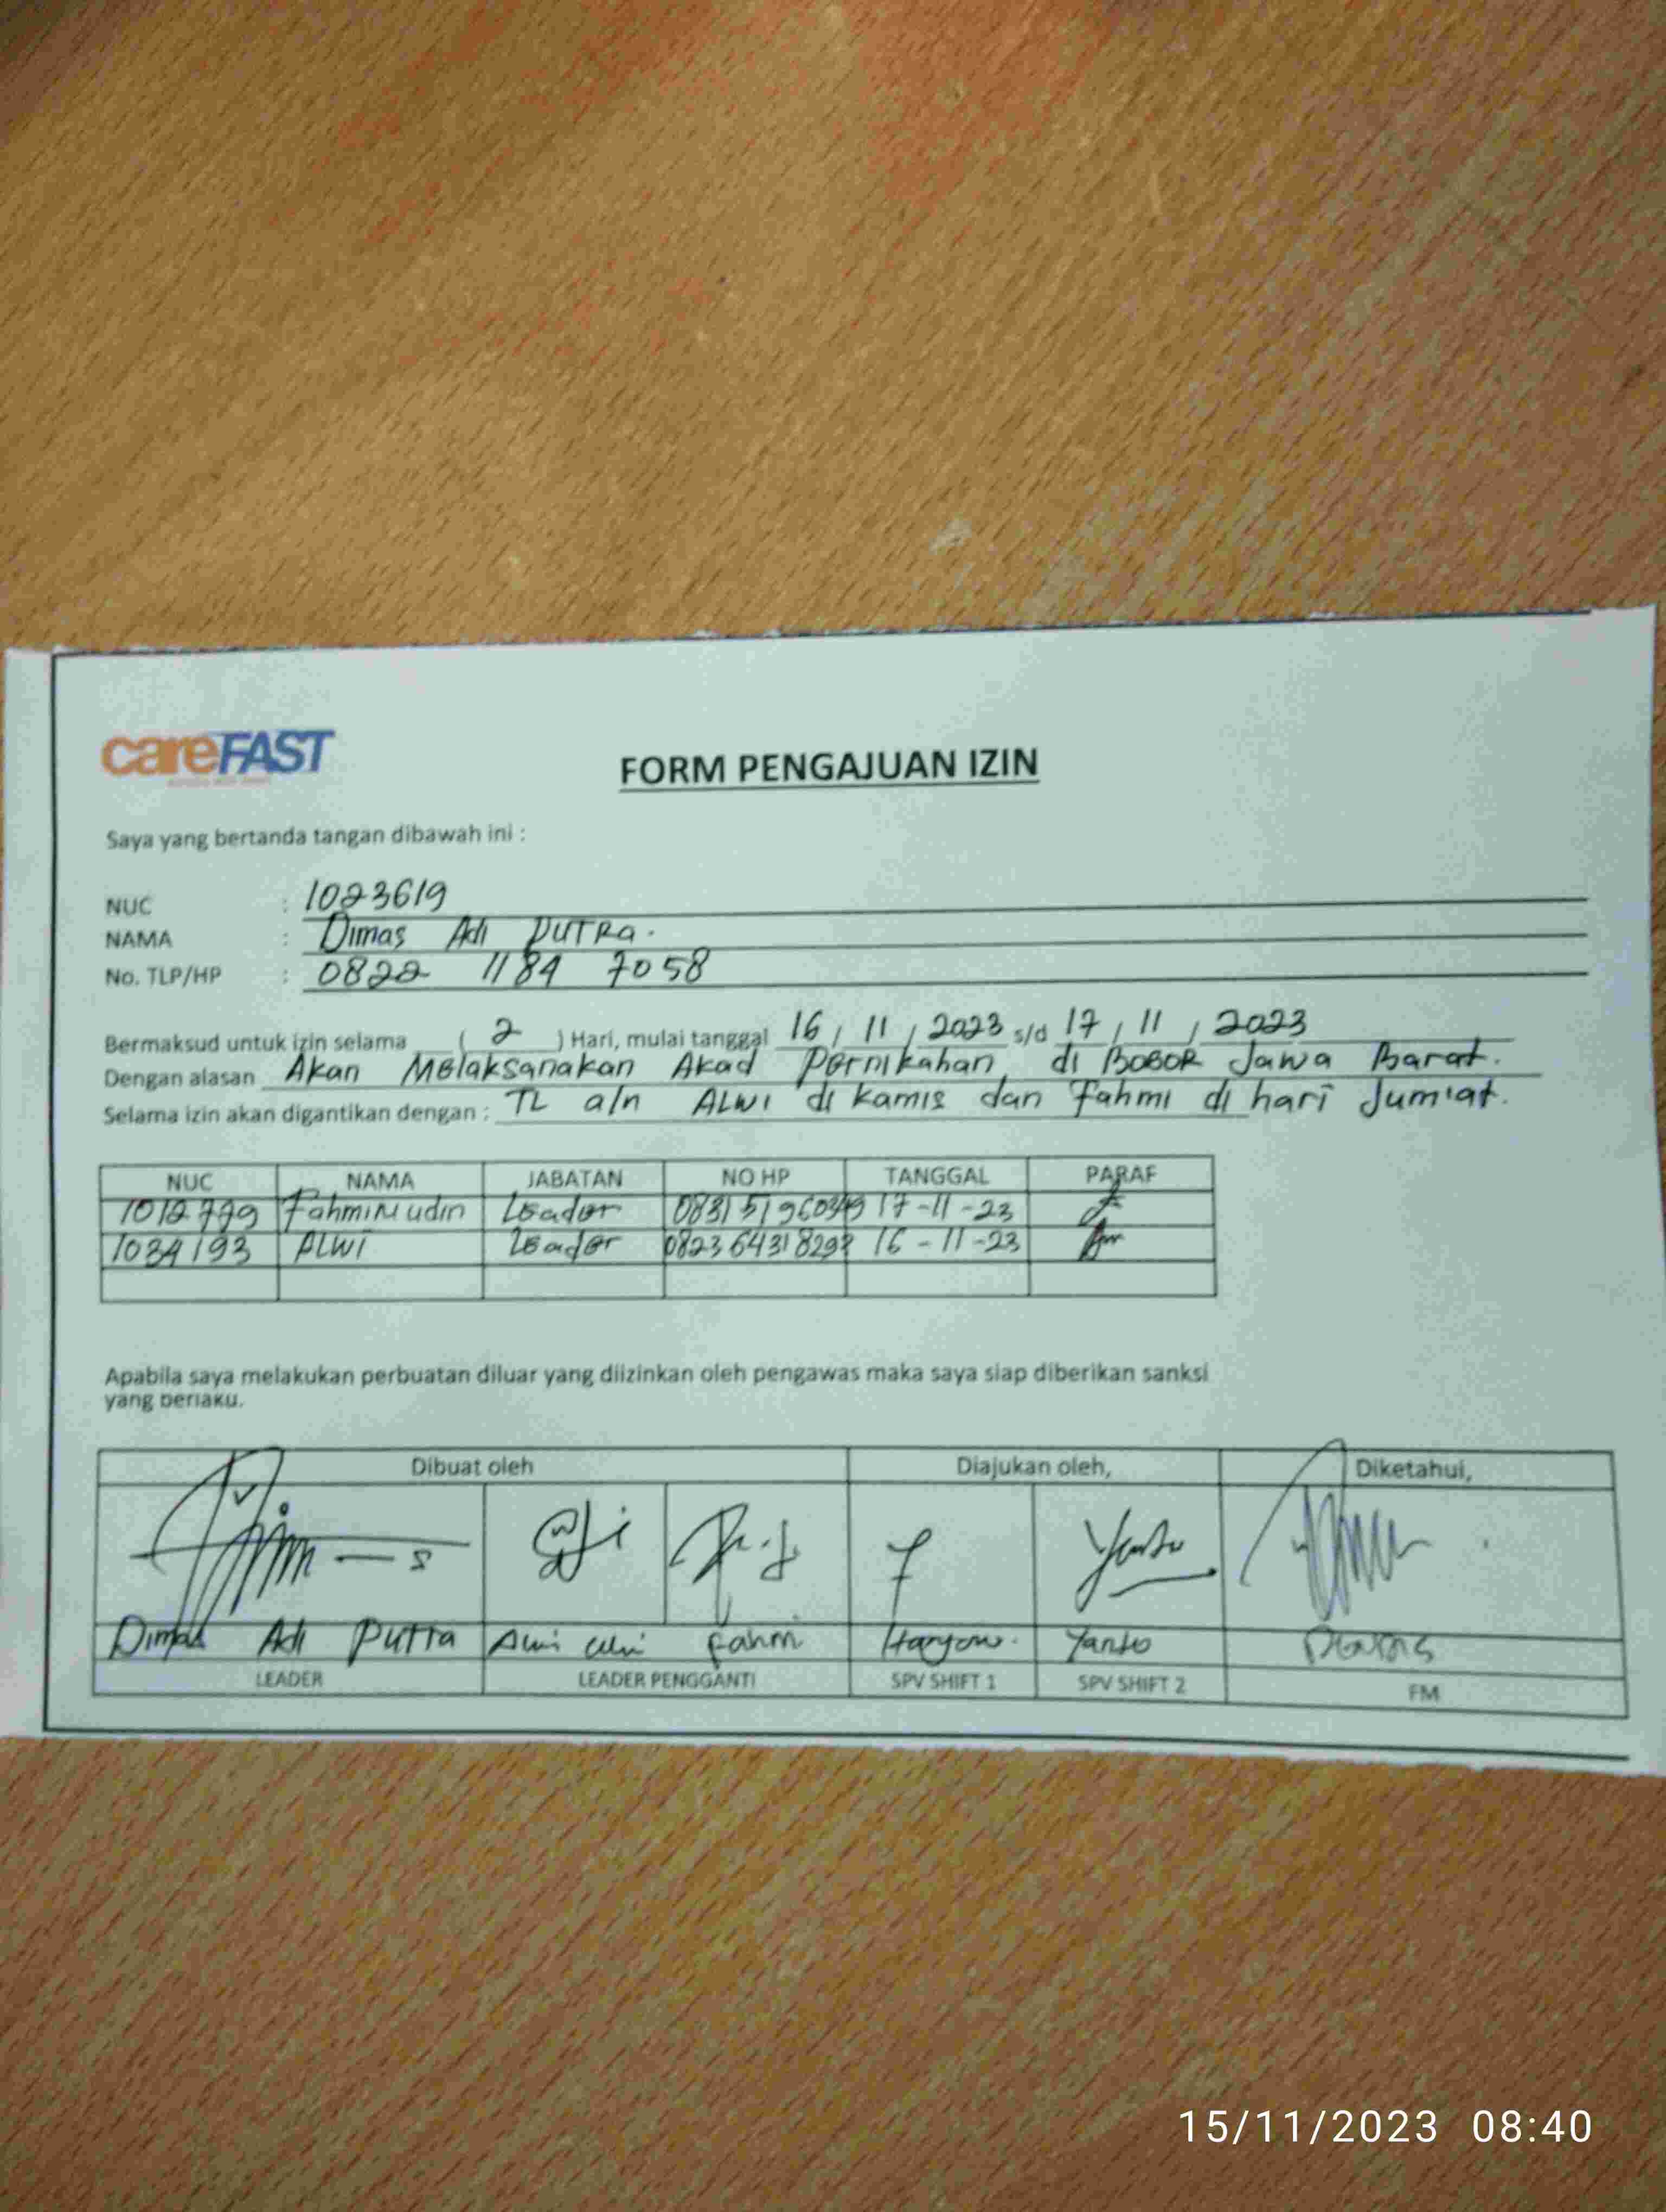 careFAST
FORM PENGAJUAN IZIN
Saya yang bertanda tangan dibawah ini :
NUC : 1023619
NAMA : Dimas Adi PUTRa.
No. TLP/HP : 0822 1184 7058
Bermaksud untuk izin selama ( 2 ) Hari, mulai tanggal 16 / 11 / 2023 s/d 17 / 11 / 2023
Dengan alasan Akan Melaksanakan Akad Pernikahan di BOGOR Jawa Barat.
Selama izin akan digantikan dengan : TL a/n ALWI di kamis dan Fahmi di hari Jum'at.
NUC NAMA JABATAN NO HP TANGGAL PARAF
1012779 Fahminudin Leader 083151960349 17-11-23
1034193 ALWI Leader 17-11-23
Apabila saya melakukan perbuatan diluar yang diizinkan oleh pengawas maka saya siap diberikan sanksi
yang berlaku.
Dibuat oleh Diajukan oleh, Diketahui,
Dimas Adi Putra Fahmi Haryono. Yanto
LEADER LEADER PENGGANTI SPV SHIFT 1 SPV SHIFT 2 FM
15/11/2023 08:40